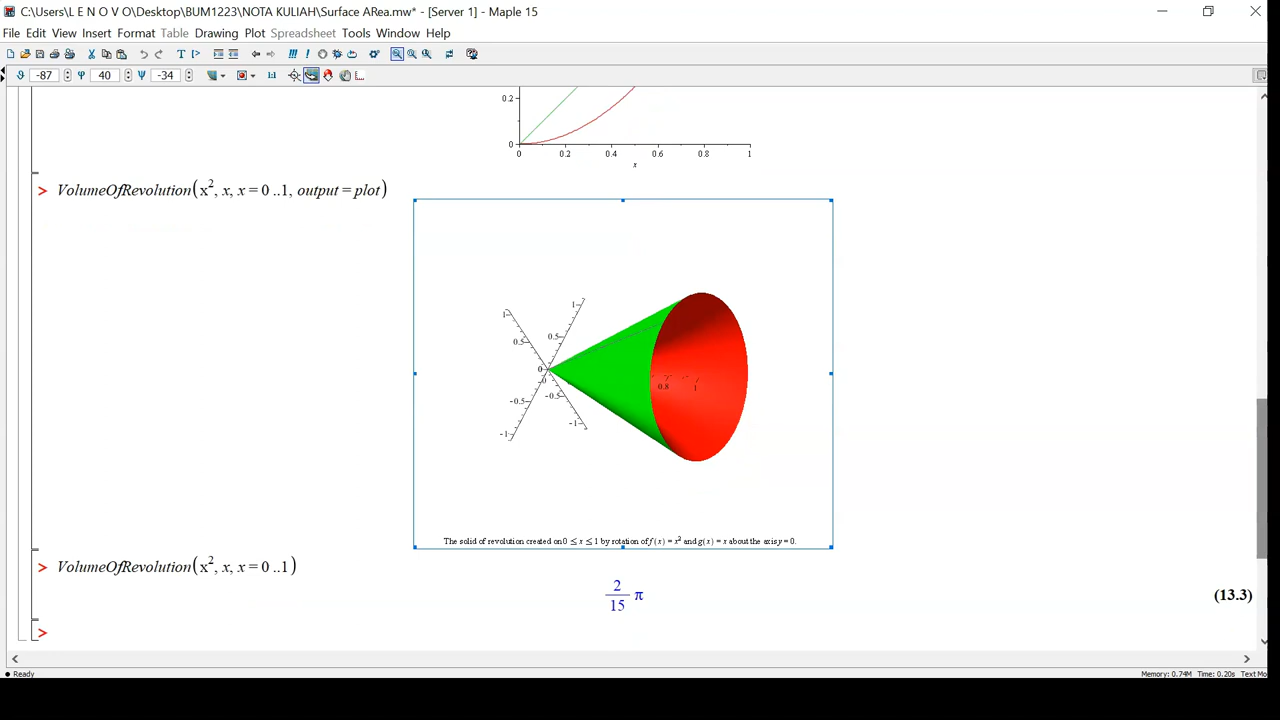 C:\Users\L E N O V O\Desktop\BUM1223\NOTA KULIAH\Surface ARea.mw* - [Server 1] - Maple 15
File Edit View Insert Format Table Drawing Plot Spreadsheet Tools Window Help
ϑ -87 φ 40 ψ -34 1:1
0.2
0
0 0.2 0.4 0.6 0.8 1
x
> VolumeOfRevolution(x², x, x = 0 ..1, output = plot)
1 1
0.5 0.5
0 0
-0.5 -0.5
-1 -1
0.8 1
The solid of revolution created on 0 ≤ x ≤ 1 by rotation of f(x) = x² and g(x) = x about the axis y = 0.
> VolumeOfRevolution(x², x, x = 0 ..1)
2/15 π (13.3)
>
Ready Memory: 0.74M Time: 0.20s Text Mo